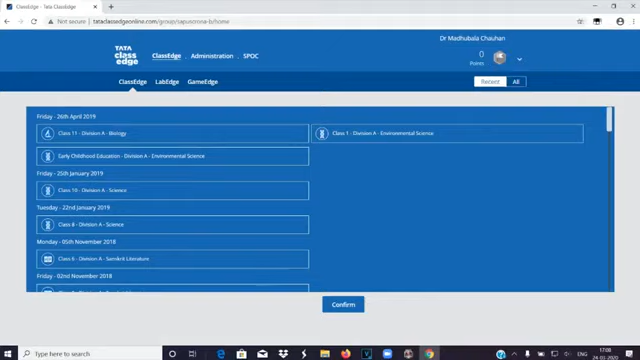 ClassEdge - Tata ClassEdge
Not secure | tataclassedgeonline.com/group/sapuscrona-b/home
Dr Madhubala Chauhan
TATA
class
edge
ClassEdge
Administration
SPOC
0
Points
ClassEdge
LabEdge
GameEdge
Recent
All
Friday - 26th April 2019
Class 11 - Division A - Biology
Class 1 - Division A - Environmental Science
Early Childhood Education - Division A - Environmental Science
Friday - 25th January 2019
Class 10 - Division A - Science
Tuesday - 22nd January 2019
Class 8 - Division A - Science
Monday - 05th November 2018
Class 6 - Division A - Sanskrit Literature
Friday - 02nd November 2018
Confirm
Type here to search
ENG
17:08
24-03-2020